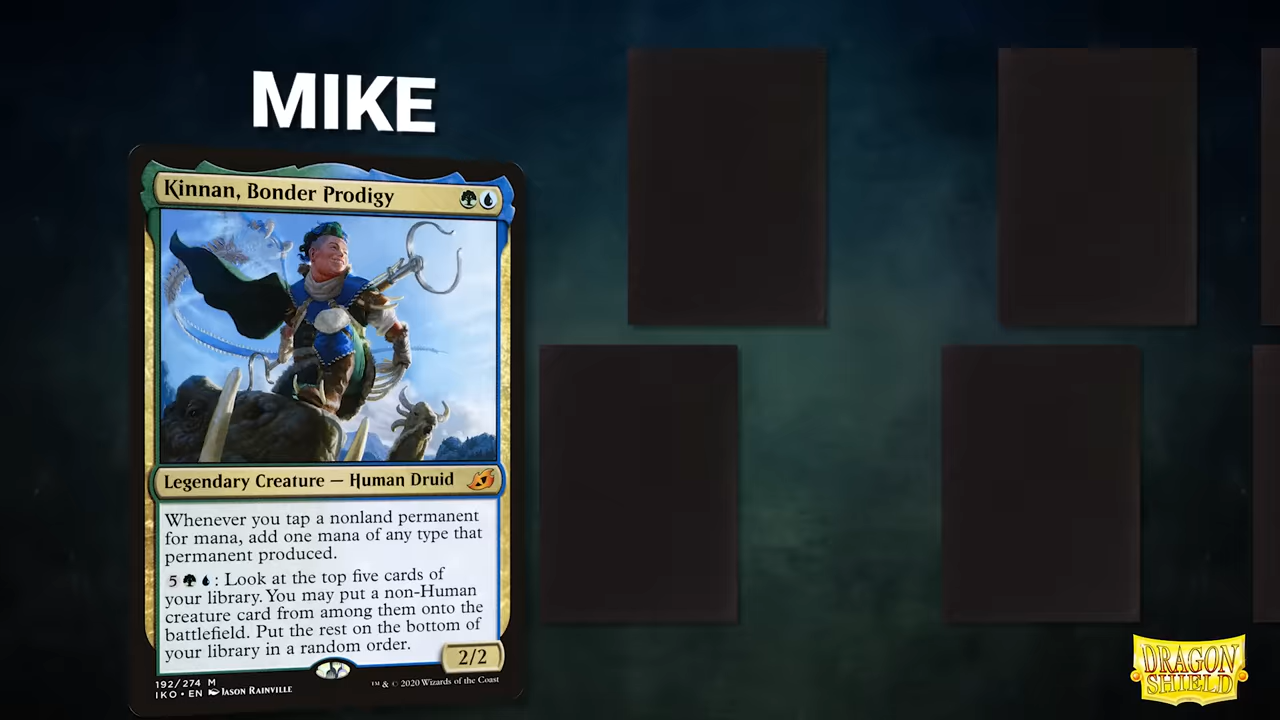 MIKE
Kinnan, Bonder Prodigy
Legendary Creature — Human Druid
Whenever you tap a nonland permanent
for mana, add one mana of any type that
permanent produced.
5 : Look at the top five cards of
your library. You may put a non-Human
creature card from among them onto the
battlefield. Put the rest on the bottom of
your library in a random order.
2/2
192/274 M
IKO • EN JASON RAINVILLE
™ & © 2020 Wizards of the Coast
DRAGON
SHIELD